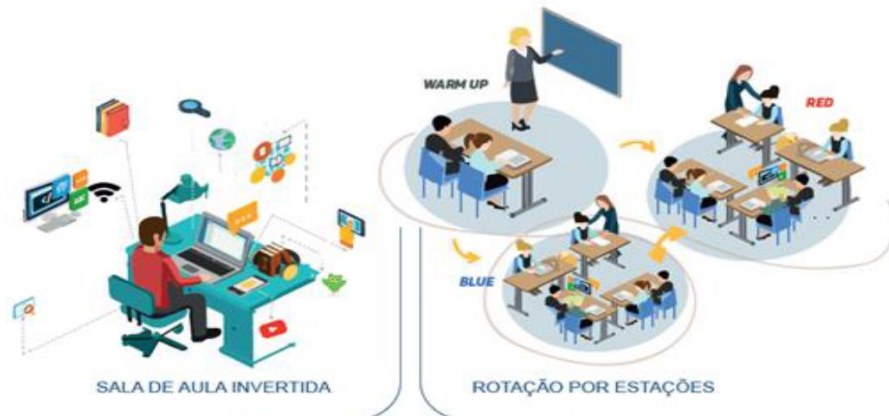 WARM UP
RED
BLUE
SALA DE AULA INVERTIDA
ROTAÇÃO POR ESTAÇÕES